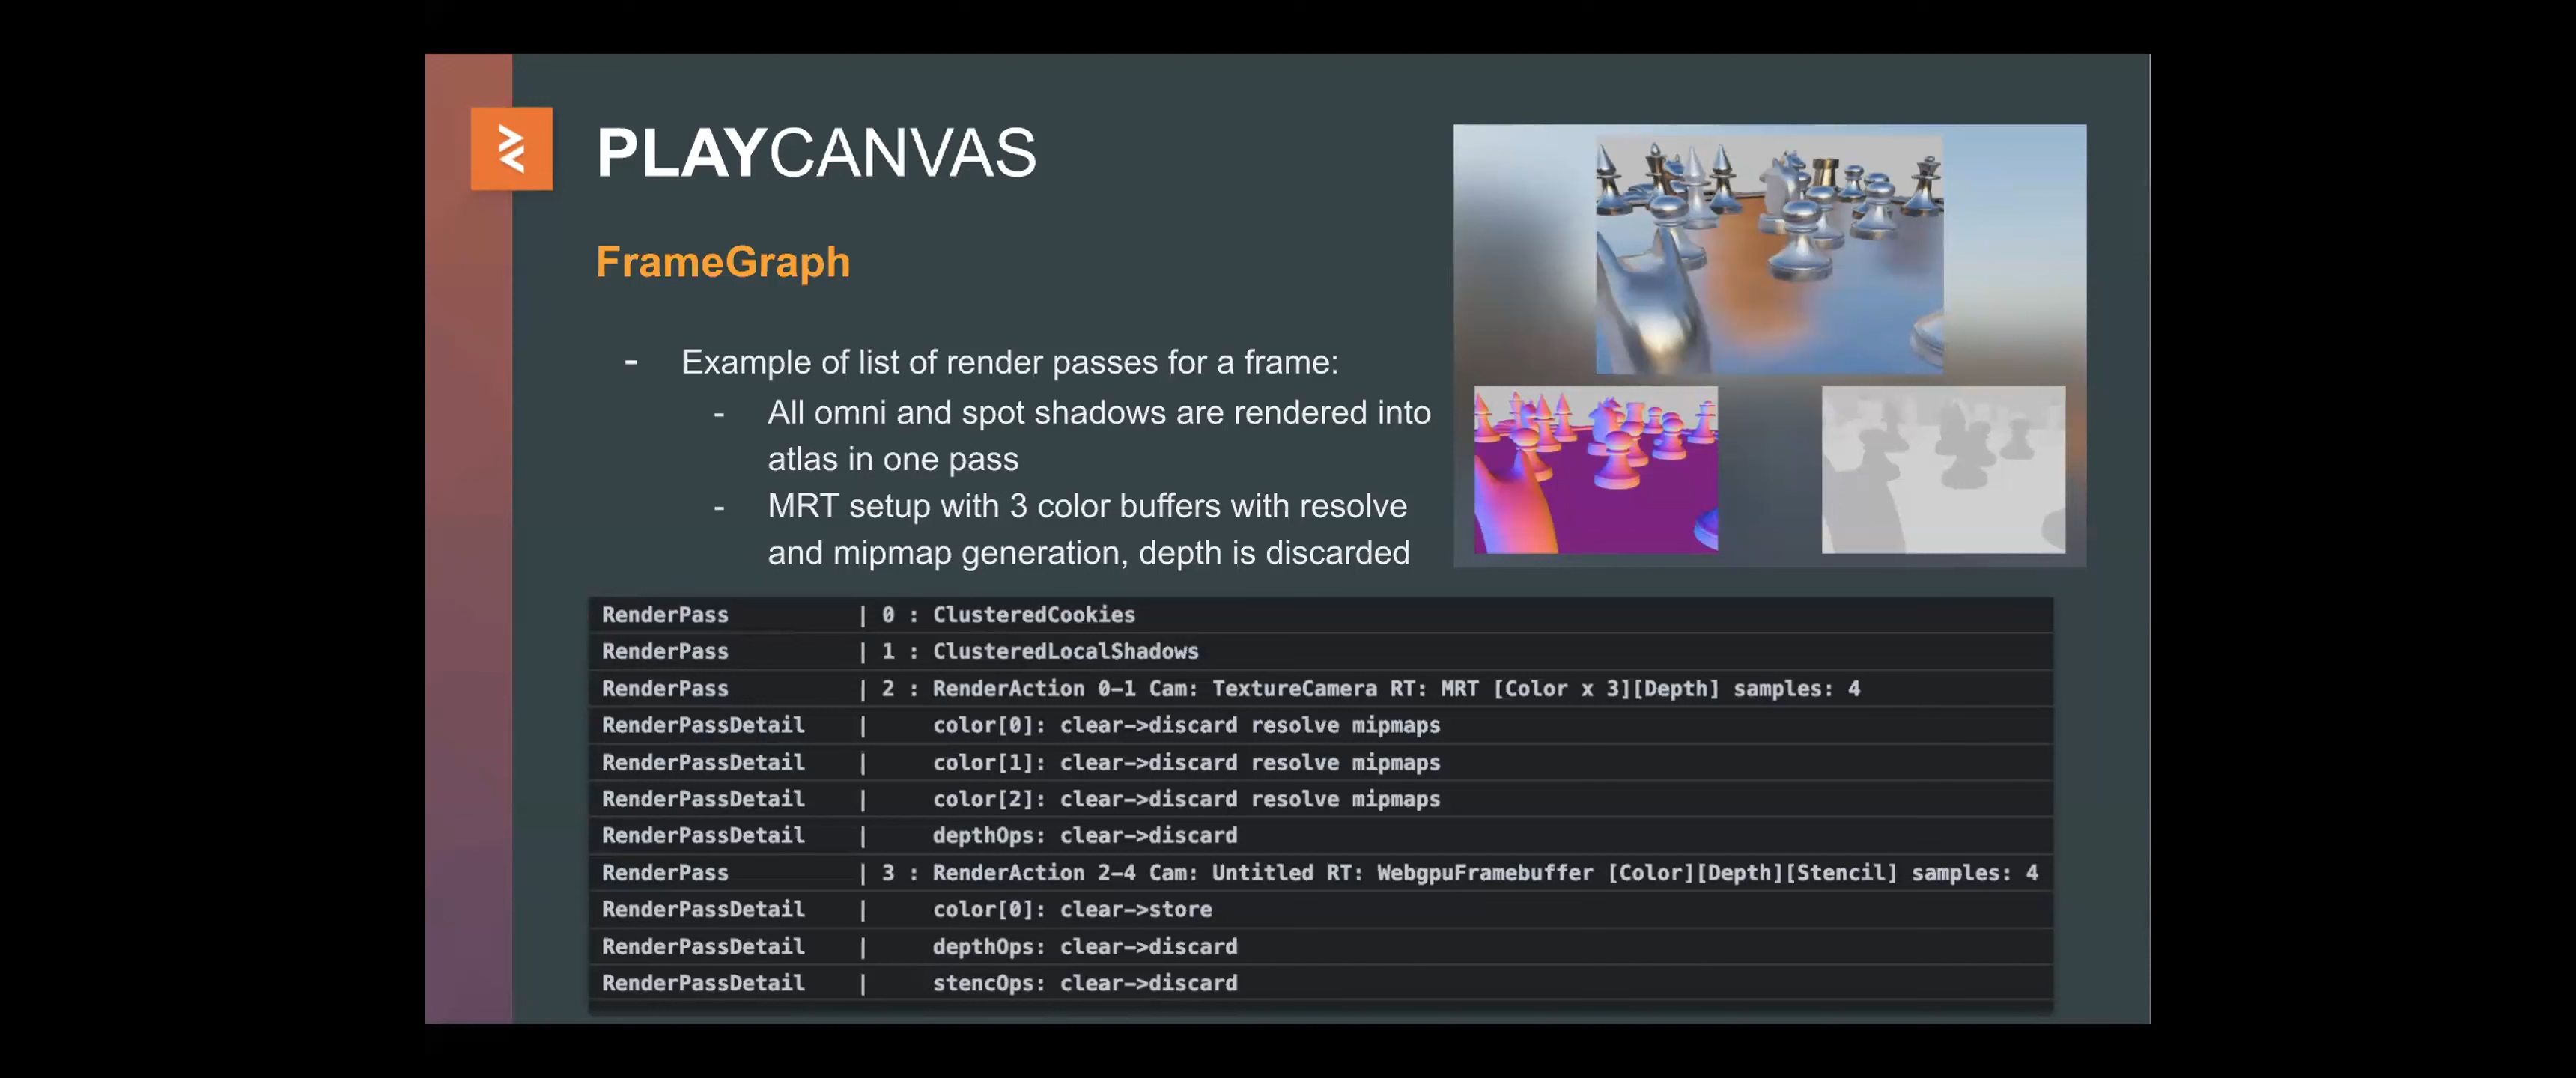 PLAYCANVAS
FrameGraph
- Example of list of render passes for a frame:
- All omni and spot shadows are rendered into
atlas in one pass
- MRT setup with 3 color buffers with resolve
and mipmap generation, depth is discarded
RenderPass | 0 : ClusteredCookies
RenderPass | 1 : ClusteredLocalShadows
RenderPass | 2 : RenderAction 0-1 Cam: TextureCamera RT: MRT [Color x 3][Depth] samples: 4
RenderPassDetail | color[0]: clear->discard resolve mipmaps
RenderPassDetail | color[1]: clear->discard resolve mipmaps
RenderPassDetail | color[2]: clear->discard resolve mipmaps
RenderPassDetail | depthOps: clear->discard
RenderPass | 3 : RenderAction 2-4 Cam: Untitled RT: WebgpuFramebuffer [Color][Depth][Stencil] samples: 4
RenderPassDetail | color[0]: clear->store
RenderPassDetail | depthOps: clear->discard
RenderPassDetail | stencOps: clear->discard